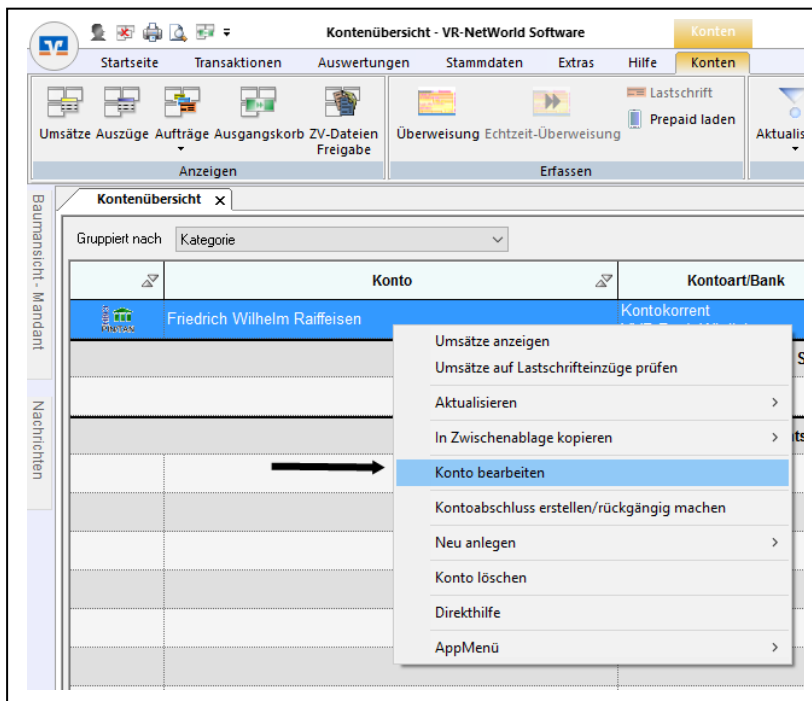 Kontenübersicht - VR-NetWorld Software
Konten
Startseite Transaktionen Auswertungen Stammdaten Extras Hilfe Konten
Umsätze Auszüge Aufträge Ausgangskorb ZV-Dateien Freigabe
Anzeigen
Überweisung Echtzeit-Überweisung
Lastschrift
Prepaid laden
Erfassen
Aktualis
Baumansicht - Mandant
Nachrichten
Kontenübersicht x
Gruppiert nach Kategorie
Konto Kontoart/Bank
Friedrich Wilhelm Raiffeisen Kontokorrent
Umsätze anzeigen
Umsätze auf Lastschrifteinzüge prüfen
Aktualisieren
In Zwischenablage kopieren
Konto bearbeiten
Kontoabschluss erstellen/rückgängig machen
Neu anlegen
Konto löschen
Direkthilfe
AppMenü